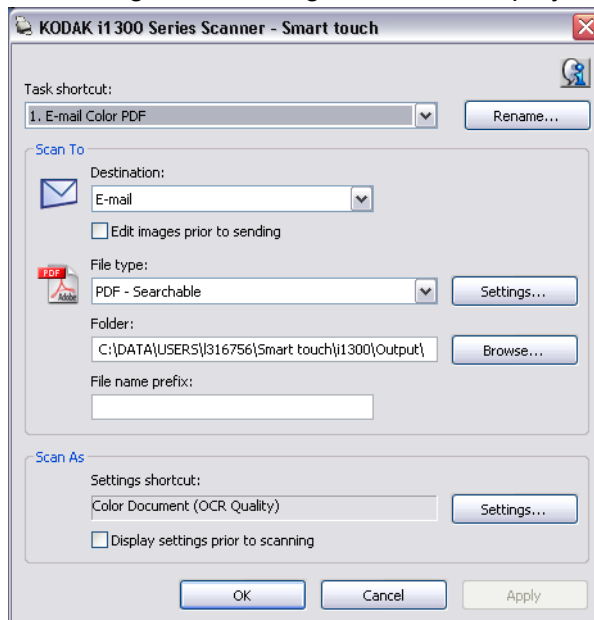 KODAK i1300 Series Scanner - Smart touch
Task shortcut:
1. E-mail Color PDF
Rename...
Scan To
Destination:
E-mail
Edit images prior to sending
File type:
PDF
Adobe
PDF - Searchable
Settings...
Folder:
C:\DATA\USERS\l316756\Smart touch\i1300\Output\
Browse...
File name prefix:
Scan As
Settings shortcut:
Color Document (OCR Quality)
Settings...
Display settings prior to scanning
OK
Cancel
Apply